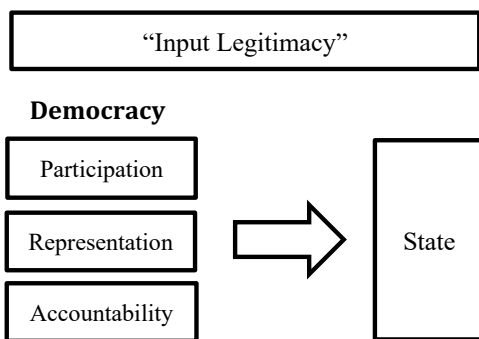 “Input Legitimacy”
Democracy
Participation
Representation
State
Accountability